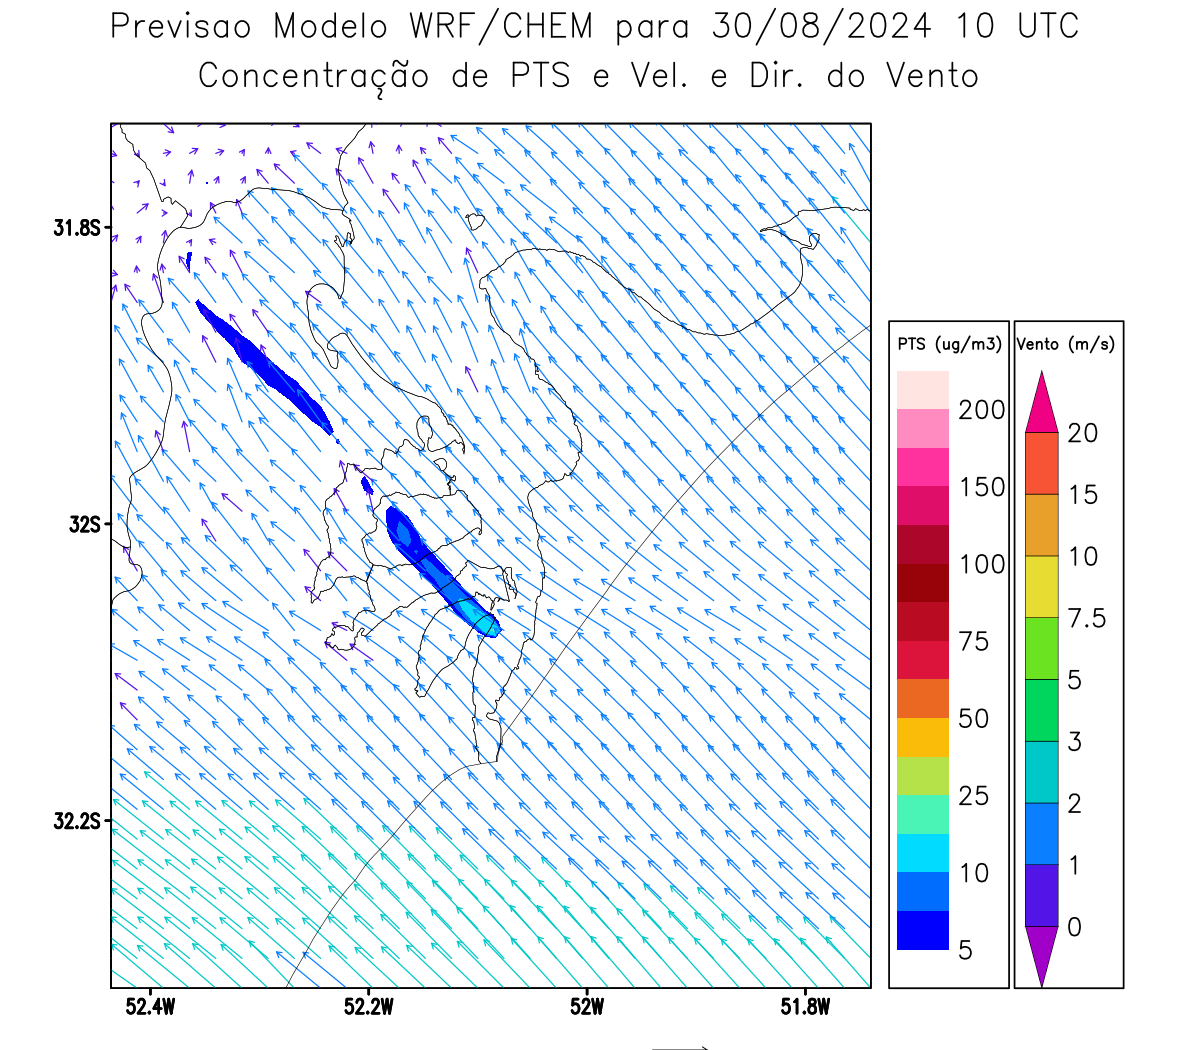 Previsao Modelo WRF/CHEM para 30/08/2024 10 UTC
Concentração de PTS e Vel. e Dir. do Vento
31.8S
32S
32.2S
52.4W 52.2W 52W 51.8W
PTS (ug/m3)
200
150
100
75
50
25
10
5
Vento (m/s)
20
15
10
7.5
5
3
2
1
0